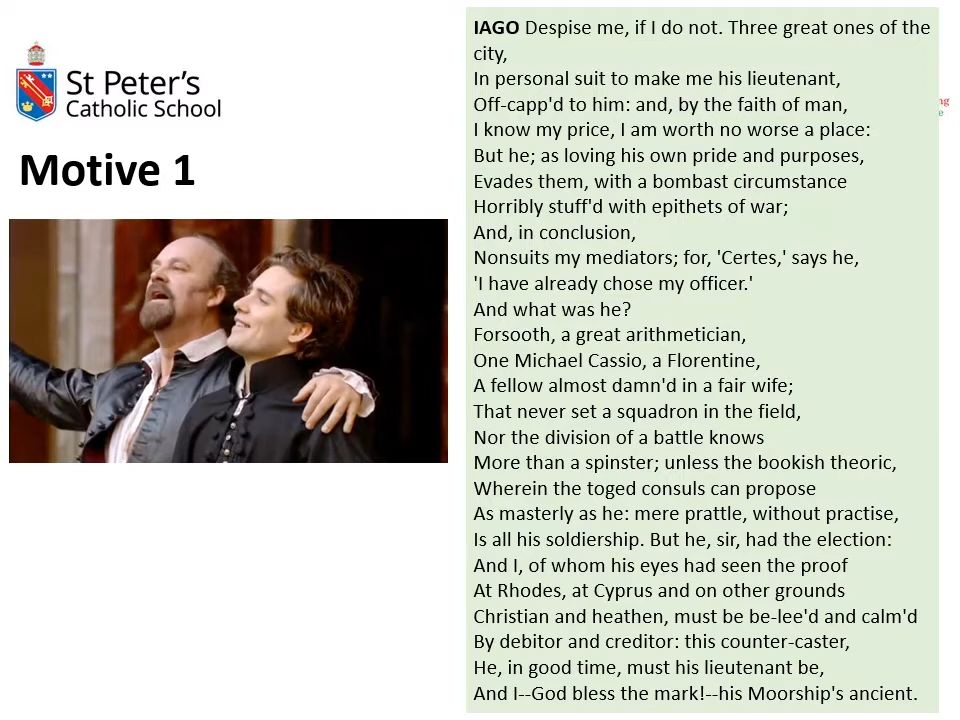 St Peter's
Catholic School
Motive 1
IAGO Despise me, if I do not. Three great ones of the
city,
In personal suit to make me his lieutenant,
Off-capp'd to him: and, by the faith of man,
I know my price, I am worth no worse a place:
But he; as loving his own pride and purposes,
Evades them, with a bombast circumstance
Horribly stuff'd with epithets of war;
And, in conclusion,
Nonsuits my mediators; for, 'Certes,' says he,
'I have already chose my officer.'
And what was he?
Forsooth, a great arithmetician,
One Michael Cassio, a Florentine,
A fellow almost damn'd in a fair wife;
That never set a squadron in the field,
Nor the division of a battle knows
More than a spinster; unless the bookish theoric,
Wherein the toged consuls can propose
As masterly as he: mere prattle, without practise,
Is all his soldiership. But he, sir, had the election:
And I, of whom his eyes had seen the proof
At Rhodes, at Cyprus and on other grounds
Christian and heathen, must be be-lee'd and calm'd
By debitor and creditor: this counter-caster,
He, in good time, must his lieutenant be,
And I--God bless the mark!--his Moorship's ancient.